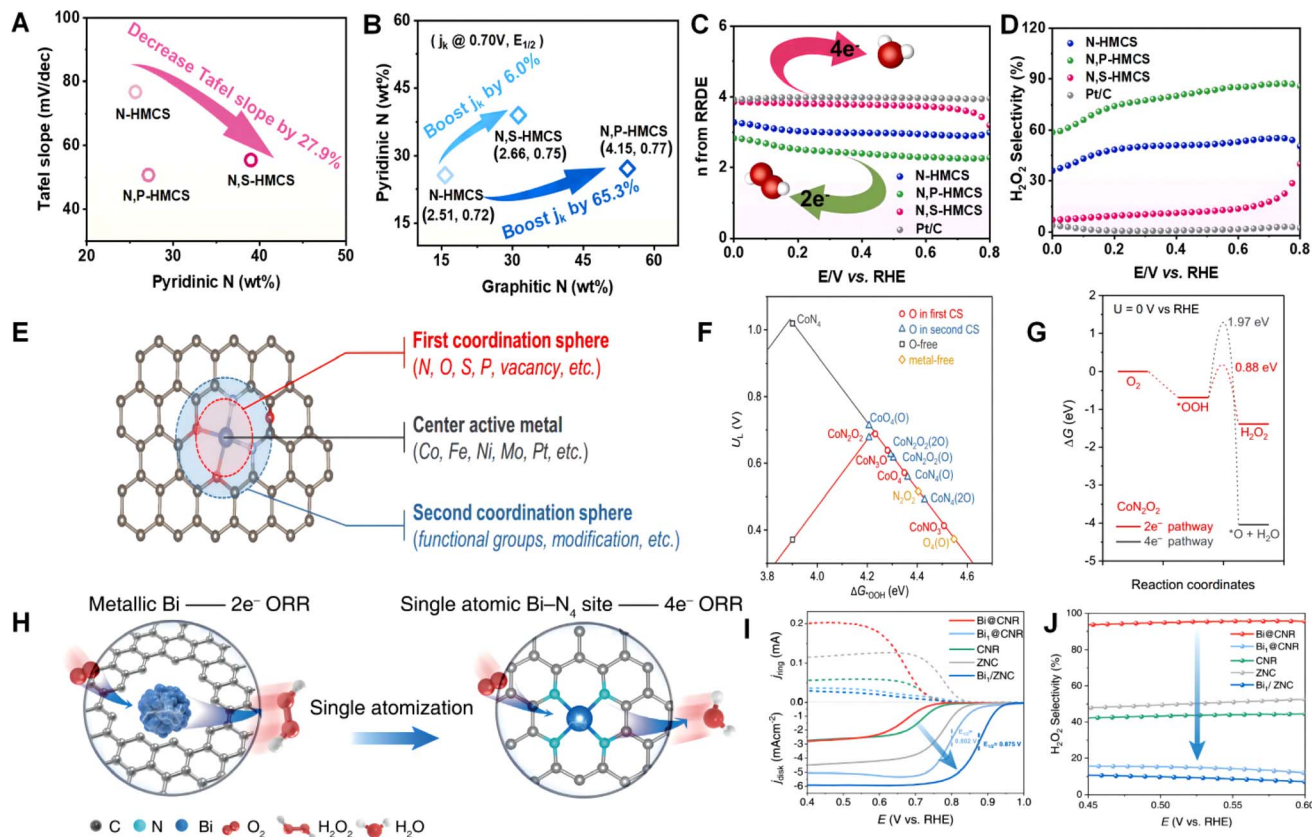 A
Tafel slope (mV/dec)
100
80
60
40
20
30
40
50
Pyridinic N (wt%)
Decrease Tafel slope by 27.9%
N-HMCS
N,P-HMCS
N,S-HMCS
B
Pyridinic N (wt%)
60
45
30
15
15
30
45
60
Graphitic N (wt%)
( jk @ 0.70V, E1/2 )
Boost jk by 6.0%
N,S-HMCS
(2.66, 0.75)
N,P-HMCS
(4.15, 0.77)
N-HMCS
(2.51, 0.72)
Boost jk by 65.3%
C
n from RRDE
6
4
2
0
0.0
0.2
0.4
0.6
0.8
E/V vs. RHE
4e-
2e-
N-HMCS
N,P-HMCS
N,S-HMCS
Pt/C
D
H2O2 Selectivity (%)
120
90
60
30
0
0.0
0.2
0.4
0.6
0.8
E/V vs. RHE
N-HMCS
N,P-HMCS
N,S-HMCS
Pt/C
E
First coordination sphere
(N, O, S, P, vacancy, etc.)
Center active metal
(Co, Fe, Ni, Mo, Pt, etc.)
Second coordination sphere
(functional groups, modification, etc.)
F
UL (V)
1.0
0.8
0.6
0.4
3.8
4.0
4.2
4.4
4.6
ΔG*OOH (eV)
O in first CS
O in second CS
O-free
metal-free
CoN4
CoO4(O)
CoN2O2
CoN2O2(2O)
CoN2O2(O)
CoN3O
CoO4
CoN4(O)
N2O2
CoN4(2O)
CoNO3
O4(O)
G
ΔG (eV)
2
1
0
-1
-2
-3
-4
-5
U = 0 V vs RHE
1.97 eV
0.88 eV
O2
*OOH
H2O2
*O + H2O
CoN2O2
2e− pathway
4e− pathway
Reaction coordinates
H
Metallic Bi —— 2e− ORR
Single atomic Bi–N4 site —— 4e− ORR
Single atomization
C
N
Bi
O2
H2O2
H2O
I
jring (mA)
0.2
0.1
0.0
jdisk (mAcm-2)
-1
-2
-3
-4
-5
-6
0.4
0.5
0.6
0.7
0.8
0.9
1.0
E (V vs. RHE)
Bi@CNR
Bi1@CNR
CNR
ZNC
Bi1/ZNC
E1/2= 0.875 V
J
H2O2 Selectivity (%)
100
80
60
40
20
0
0.45
0.50
0.55
0.60
E (V vs. RHE)
Bi@CNR
Bi1@CNR
CNR
ZNC
Bi1/ ZNC